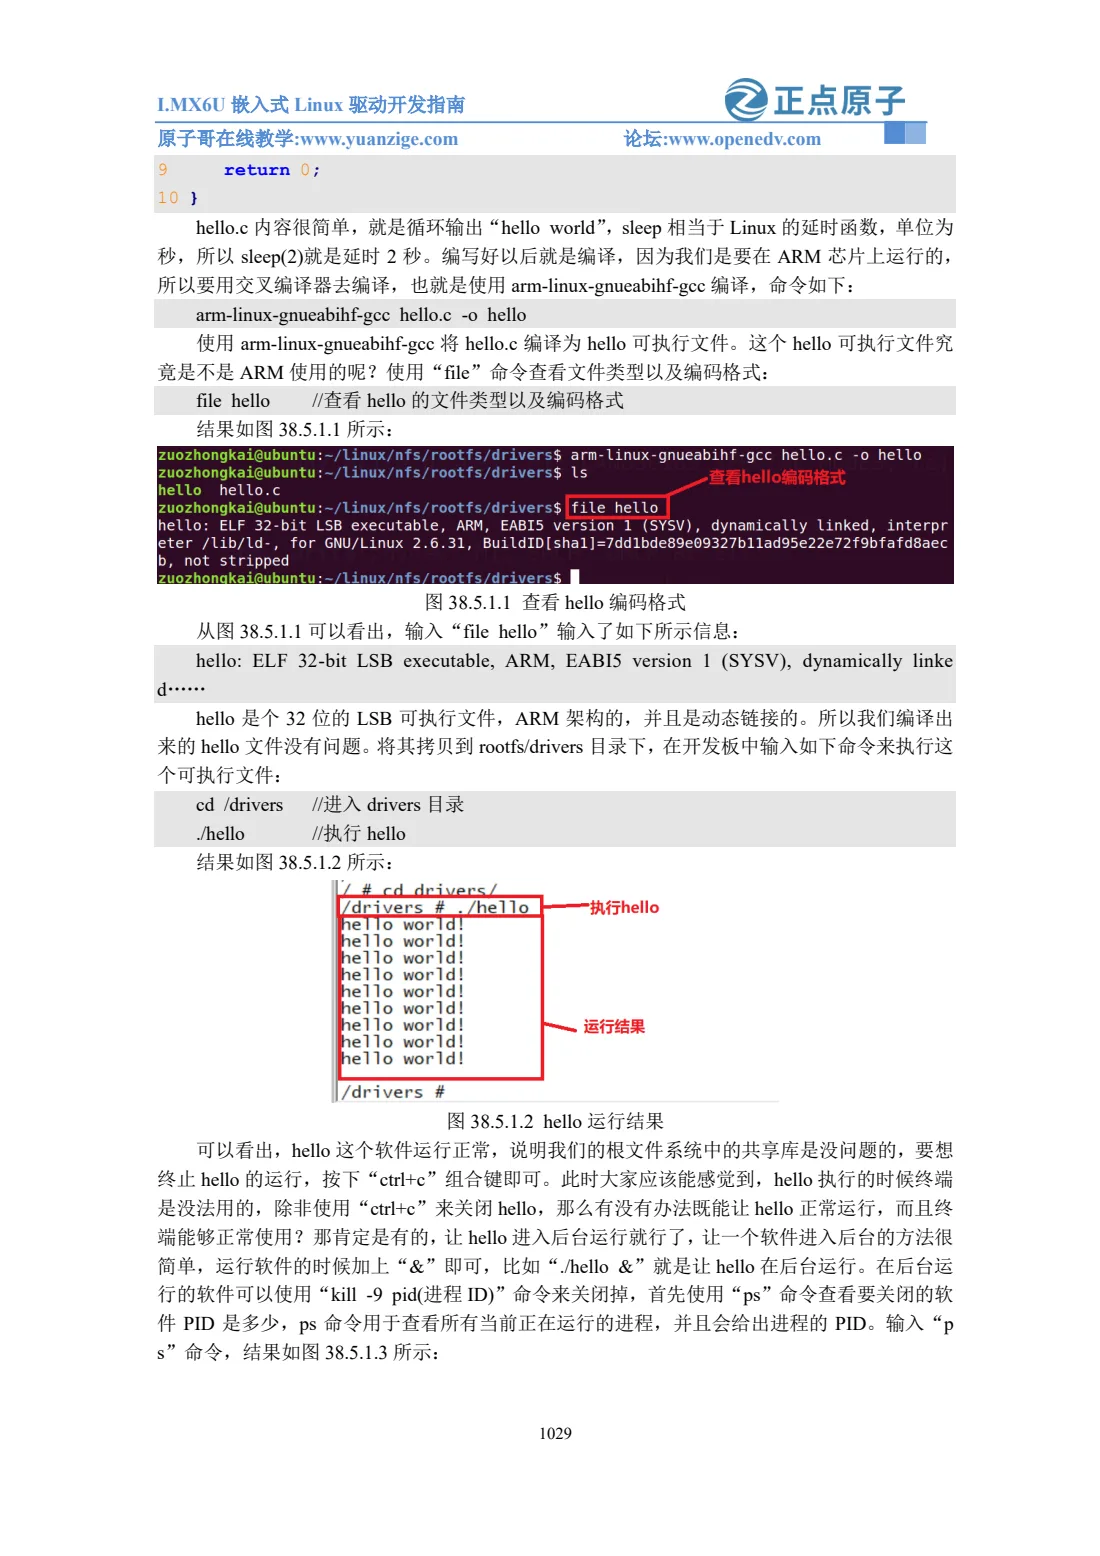 I.MX6U 嵌入式 Linux 驱动开发指南
正点原子
原子哥在线教学:www.yuanzige.com 论坛:www.openedv.com
9 return 0;
10 }
hello.c 内容很简单，就是循环输出“hello world”，sleep 相当于 Linux 的延时函数，单位为
秒，所以 sleep(2)就是延时 2 秒。编写好以后就是编译，因为我们是要在 ARM 芯片上运行的，
所以要用交叉编译器去编译，也就是使用 arm-linux-gnueabihf-gcc 编译，命令如下：
arm-linux-gnueabihf-gcc hello.c -o hello
使用 arm-linux-gnueabihf-gcc 将 hello.c 编译为 hello 可执行文件。这个 hello 可执行文件究
竟是不是 ARM 使用的呢？使用“file”命令查看文件类型以及编码格式：
file hello //查看 hello 的文件类型以及编码格式
结果如图 38.5.1.1 所示：
zuozhongkai@ubuntu:~/linux/nfs/rootfs/drivers$ arm-linux-gnueabihf-gcc hello.c -o hello
zuozhongkai@ubuntu:~/linux/nfs/rootfs/drivers$ ls
查看hello编码格式
hello hello.c
zuozhongkai@ubuntu:~/linux/nfs/rootfs/drivers$ file hello
hello: ELF 32-bit LSB executable, ARM, EABI5 version 1 (SYSV), dynamically linked, interpr
eter /lib/ld-, for GNU/Linux 2.6.31, BuildID[sha1]=7dd1bde89e09327b11ad95e22e72f9bfafd8aec
b, not stripped
zuozhongkai@ubuntu:~/linux/nfs/rootfs/drivers$
图 38.5.1.1 查看 hello 编码格式
从图 38.5.1.1 可以看出，输入“file hello”输入了如下所示信息：
hello: ELF 32-bit LSB executable, ARM, EABI5 version 1 (SYSV), dynamically linke
d……
hello 是个 32 位的 LSB 可执行文件，ARM 架构的，并且是动态链接的。所以我们编译出
来的 hello 文件没有问题。将其拷贝到 rootfs/drivers 目录下，在开发板中输入如下命令来执行这
个可执行文件：
cd /drivers //进入 drivers 目录
./hello //执行 hello
结果如图 38.5.1.2 所示：
/ # cd drivers/
/drivers # ./hello
执行hello
hello world!
hello world!
hello world!
hello world!
hello world!
hello world!
hello world!
运行结果
hello world!
hello world!
/drivers #
图 38.5.1.2 hello 运行结果
可以看出，hello 这个软件运行正常，说明我们的根文件系统中的共享库是没问题的，要想
终止 hello 的运行，按下“ctrl+c”组合键即可。此时大家应该能感觉到，hello 执行的时候终端
是没法用的，除非使用“ctrl+c”来关闭 hello，那么有没有办法既能让 hello 正常运行，而且终
端能够正常使用？那肯定是有的，让 hello 进入后台运行就行了，让一个软件进入后台的方法很
简单，运行软件的时候加上“&”即可，比如“./hello &”就是让 hello 在后台运行。在后台运
行的软件可以使用“kill -9 pid(进程 ID)”命令来关闭掉，首先使用“ps”命令查看要关闭的软
件 PID 是多少，ps 命令用于查看所有当前正在运行的进程，并且会给出进程的 PID。输入“p
s”命令，结果如图 38.5.1.3 所示：
1029